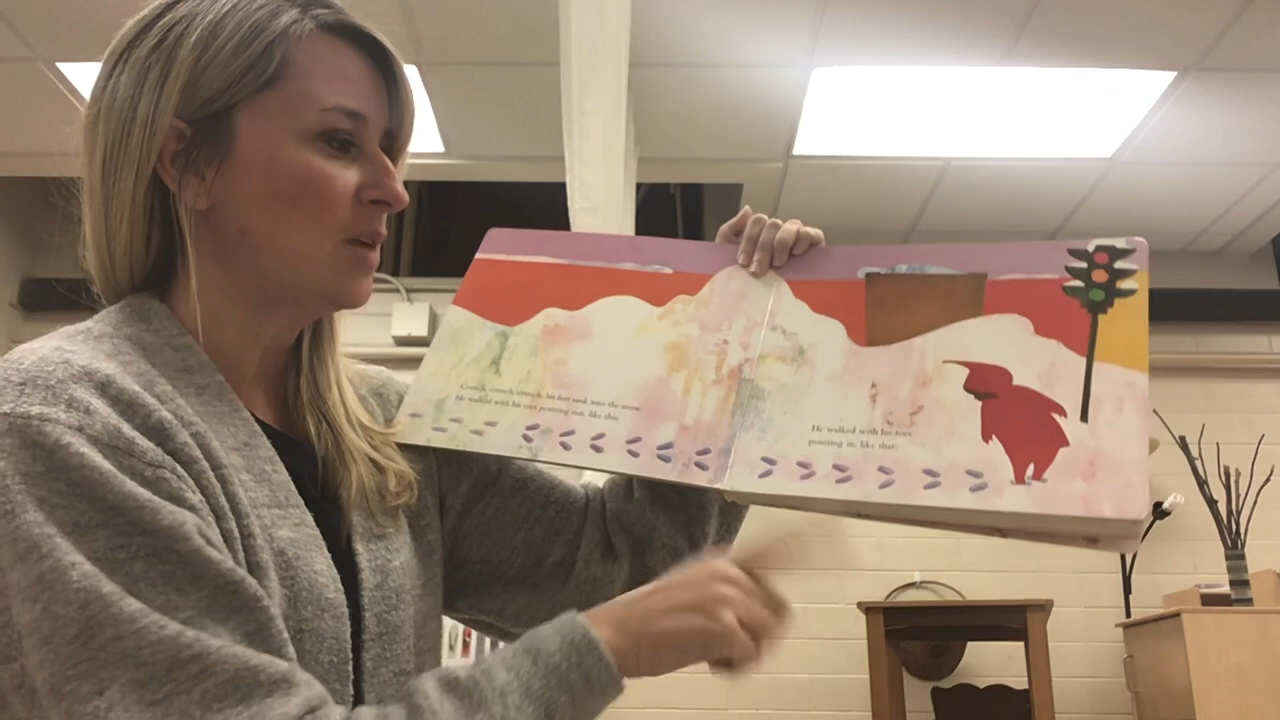 Crunch, crunch, crunch, his feet sank into the snow.
He walked with his toes pointing out, like this:
He walked with his toes
pointing in, like that: